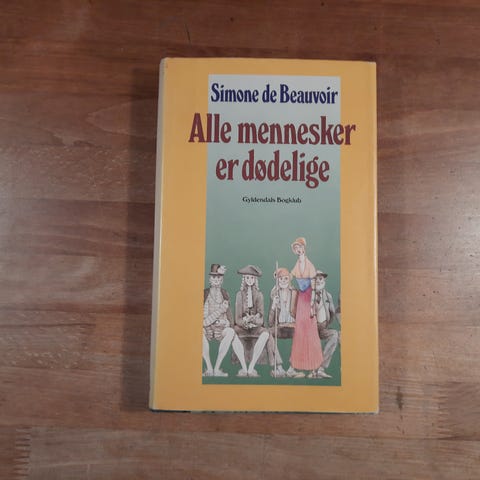 Simone de Beauvoir
Alle mennesker
er dødelige
Gyldendals Bogklub